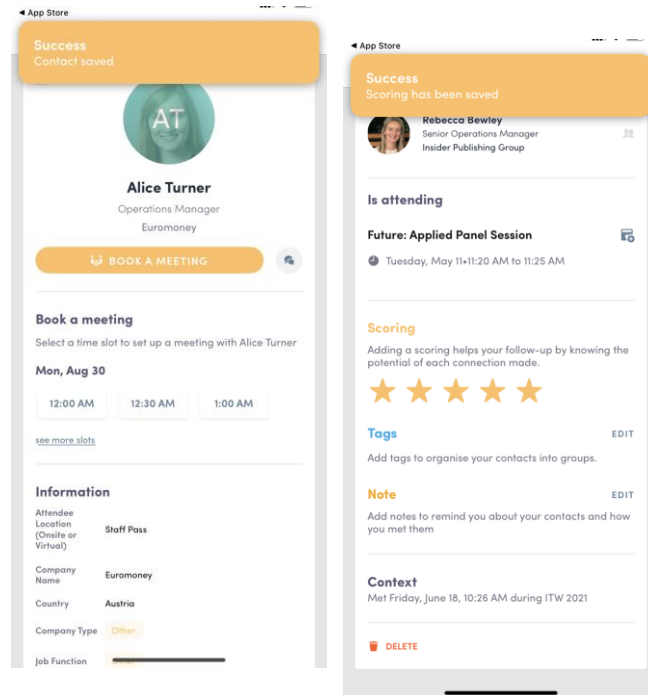 ◀ App Store
Success
Contact saved
AT
Alice Turner
Operations Manager
Euromoney
BOOK A MEETING
Book a meeting
Select a time slot to set up a meeting with Alice Turner
Mon, Aug 30
12:00 AM 12:30 AM 1:00 AM
see more slots
Information
Attendee
Location
(Onsite or
Virtual)
Staff Pass
Company
Name
Euromoney
Country Austria
Company Type Other
Job Function
◀ App Store
Success
Scoring has been saved
Rebecca Bewley
Senior Operations Manager
Insider Publishing Group
Is attending
Future: Applied Panel Session
Tuesday, May 11•11:20 AM to 11:25 AM
Scoring
Adding a scoring helps your follow-up by knowing the
potential of each connection made.
Tags EDIT
Add tags to organise your contacts into groups.
Note EDIT
Add notes to remind you about your contacts and how
you met them
Context
Met Friday, June 18, 10:26 AM during ITW 2021
DELETE